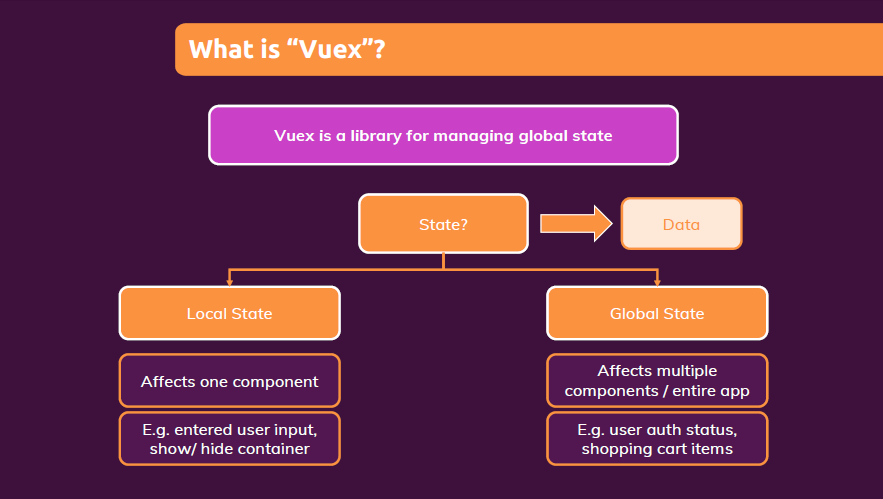 What is “Vuex”?
Vuex is a library for managing global state
State?
Data
Local State
Global State
Affects one component
Affects multiple
components / entire app
E.g. entered user input,
show/ hide container
E.g. user auth status,
shopping cart items